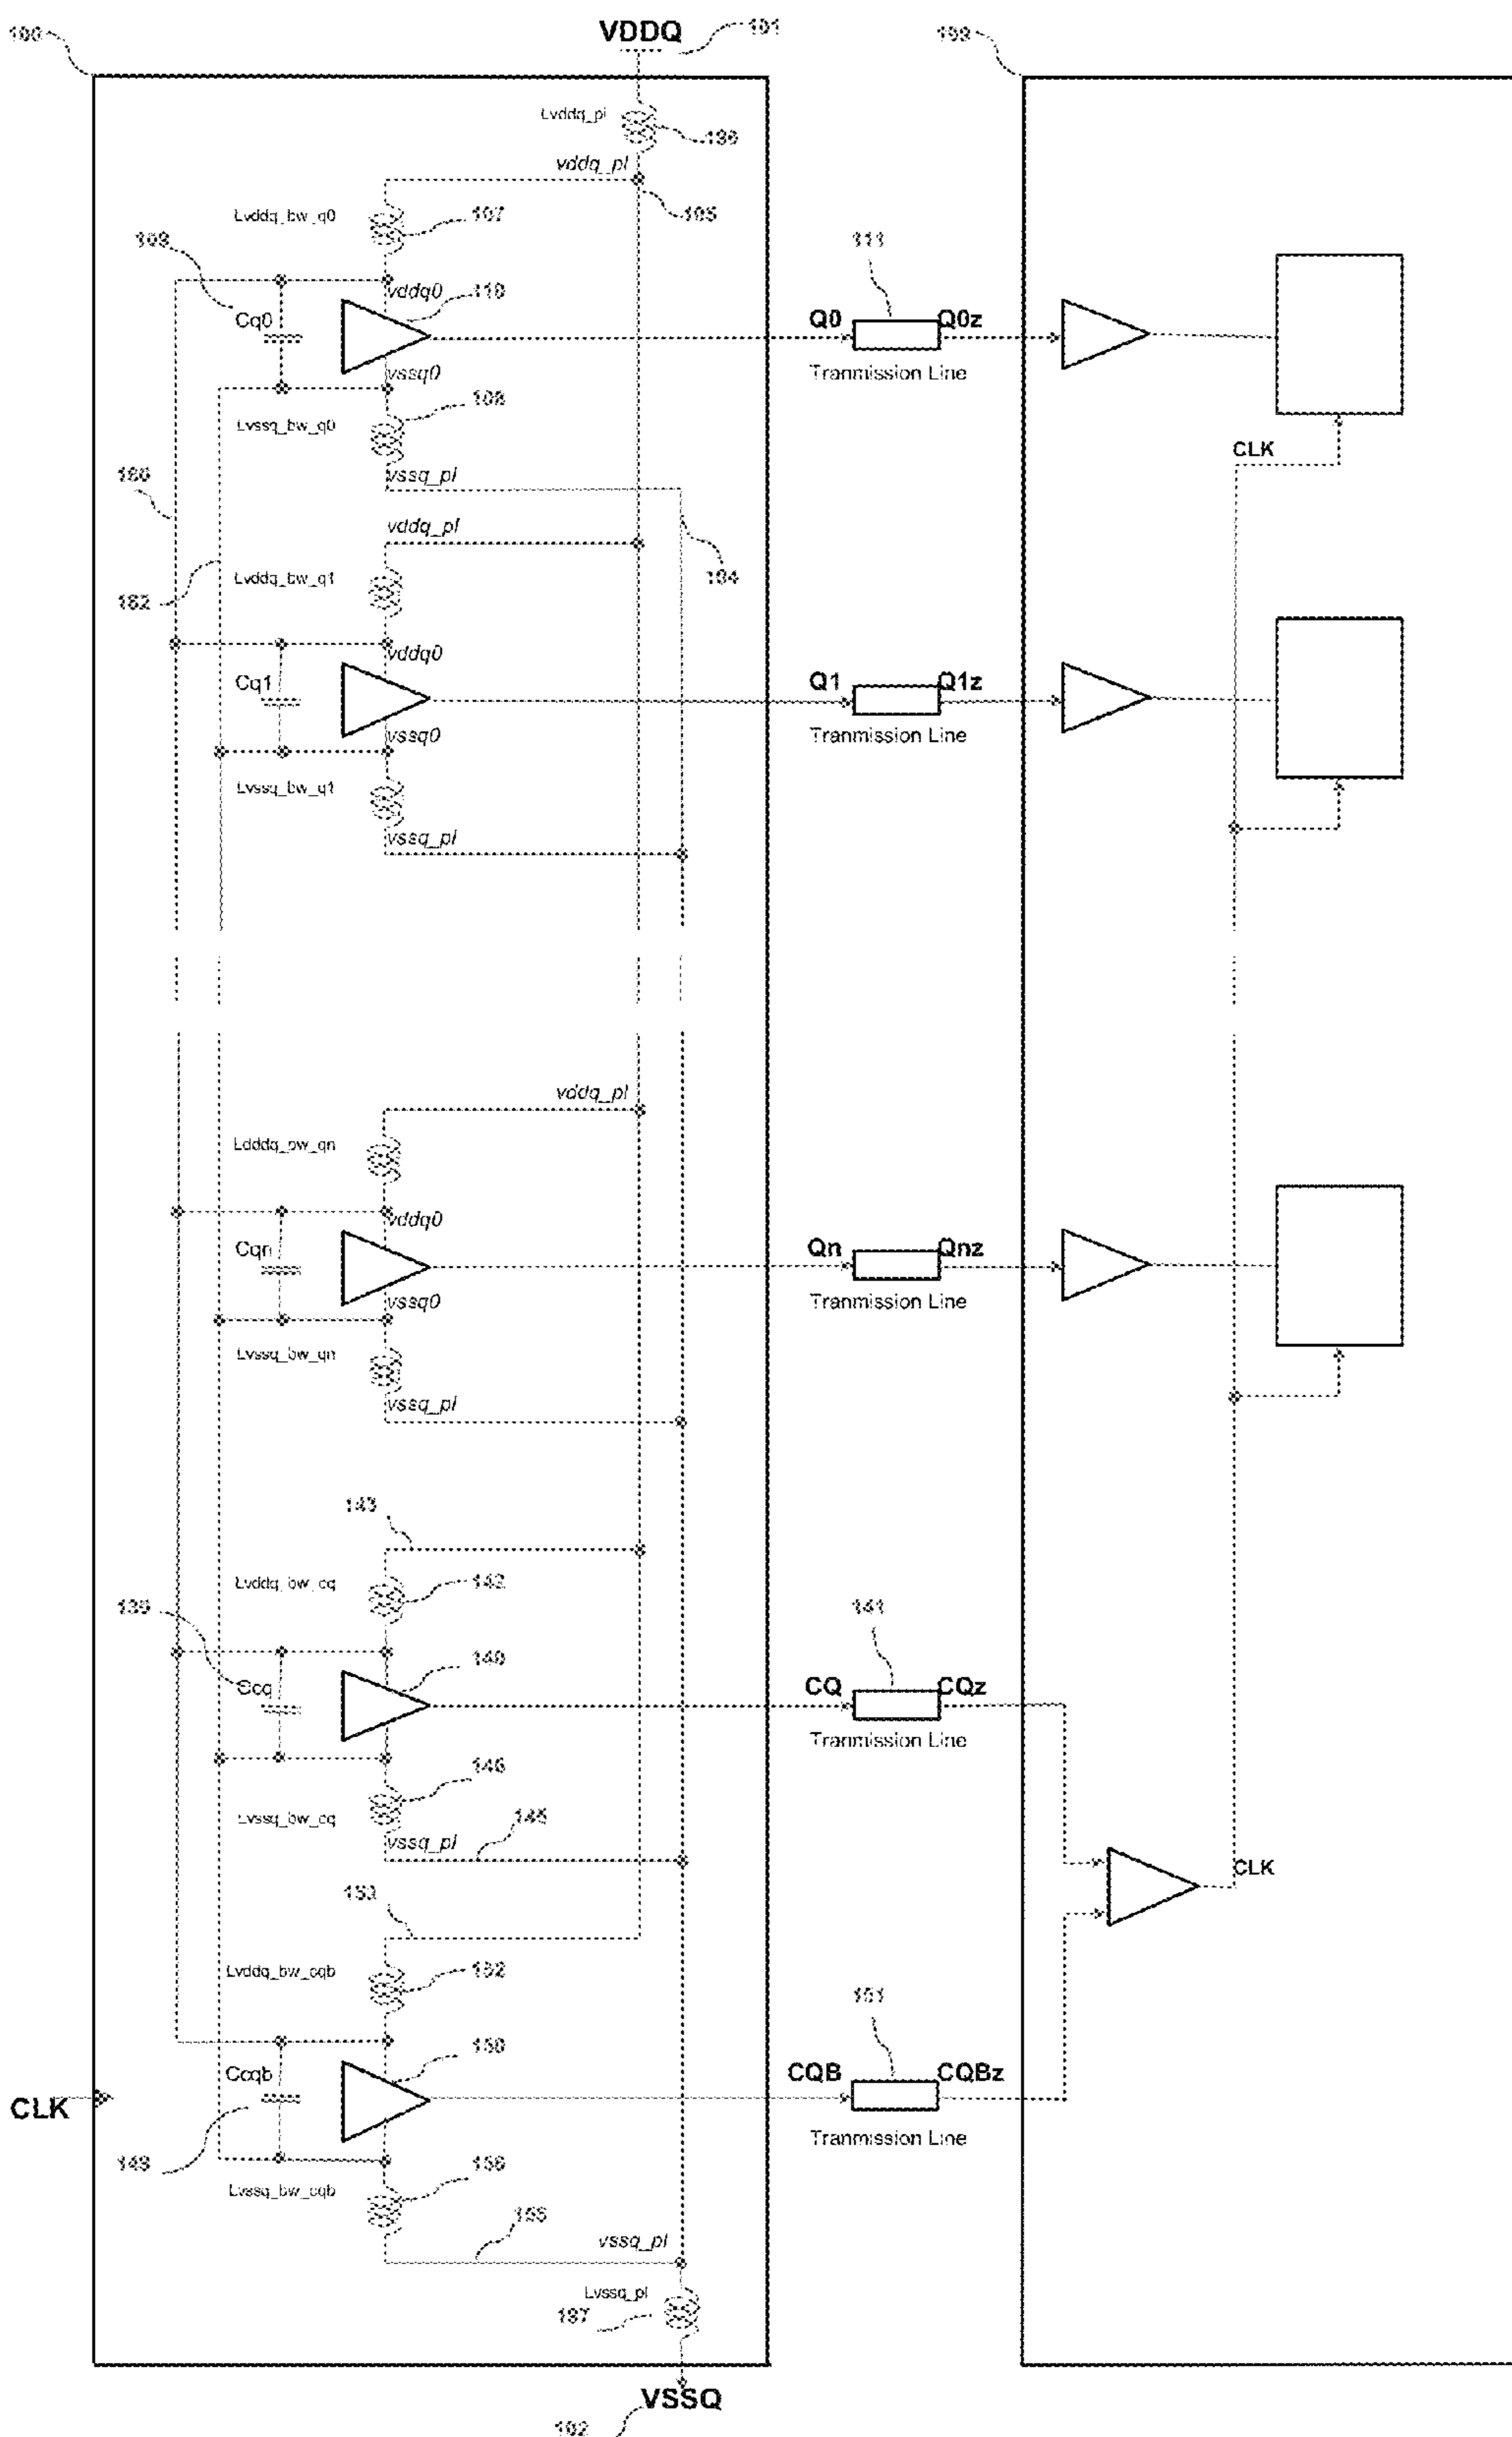 VDDQ
101
100
Lvddq_pl
vddq_pl
105
Lvddq_bw_q0
107
vddq0
110
Cq0
vssq0
Lvssq_bw_q0
108
vssq_pl
104
111
Q0
Q0z
Tranmission Line
CLK
180
182
vddq_pl
Lvddq_bw_q1
vddq0
Cq1
vssq0
Lvssq_bw_q1
vssq_pl
Q1
Q1z
Tranmission Line
vddq_pl
Ldddq_bw_qn
vddq0
Cqn
vssq0
Lvssq_bw_qn
vssq_pl
Qn
Qnz
Tranmission Line
143
Lvddq_bw_cq
142
139
Ccq
140
146
Lvssq_bw_cq
vssq_pl
145
141
CQ
CQz
Tranmission Line
CLK
153
Lvddq_bw_cqb
152
Ccqb
150
CLK
149
Lvssq_bw_cqb
156
155
vssq_pl
151
CQB
CQBz
Tranmission Line
Lvssq_pl
187
VSSQ
102